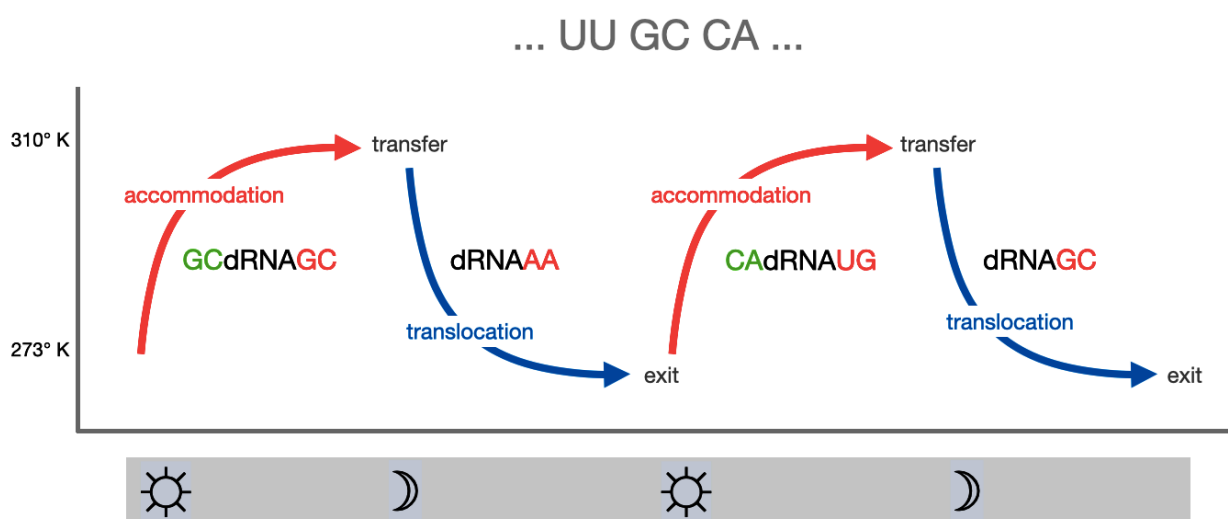 ... UU GC CA ...
310° K
transfer
transfer
accommodation
accommodation
GCdRNAGC
dRNAAA
CAdRNAUG
dRNAGC
translocation
translocation
273° K
exit
exit